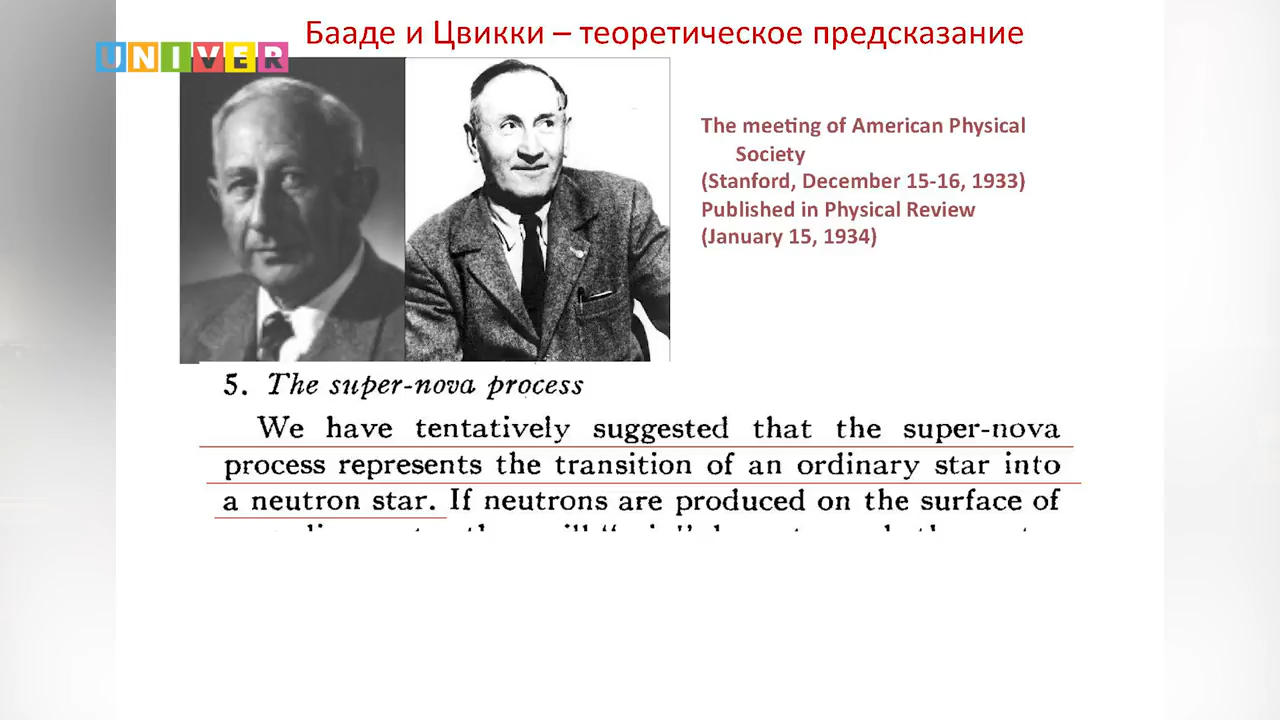 Бааде и Цвикки – теоретическое предсказание
UNIVER
The meeting of American Physical
Society
(Stanford, December 15-16, 1933)
Published in Physical Review
(January 15, 1934)
5. The super-nova process
We have tentatively suggested that the super-nova
process represents the transition of an ordinary star into
a neutron star. If neutrons are produced on the surface of